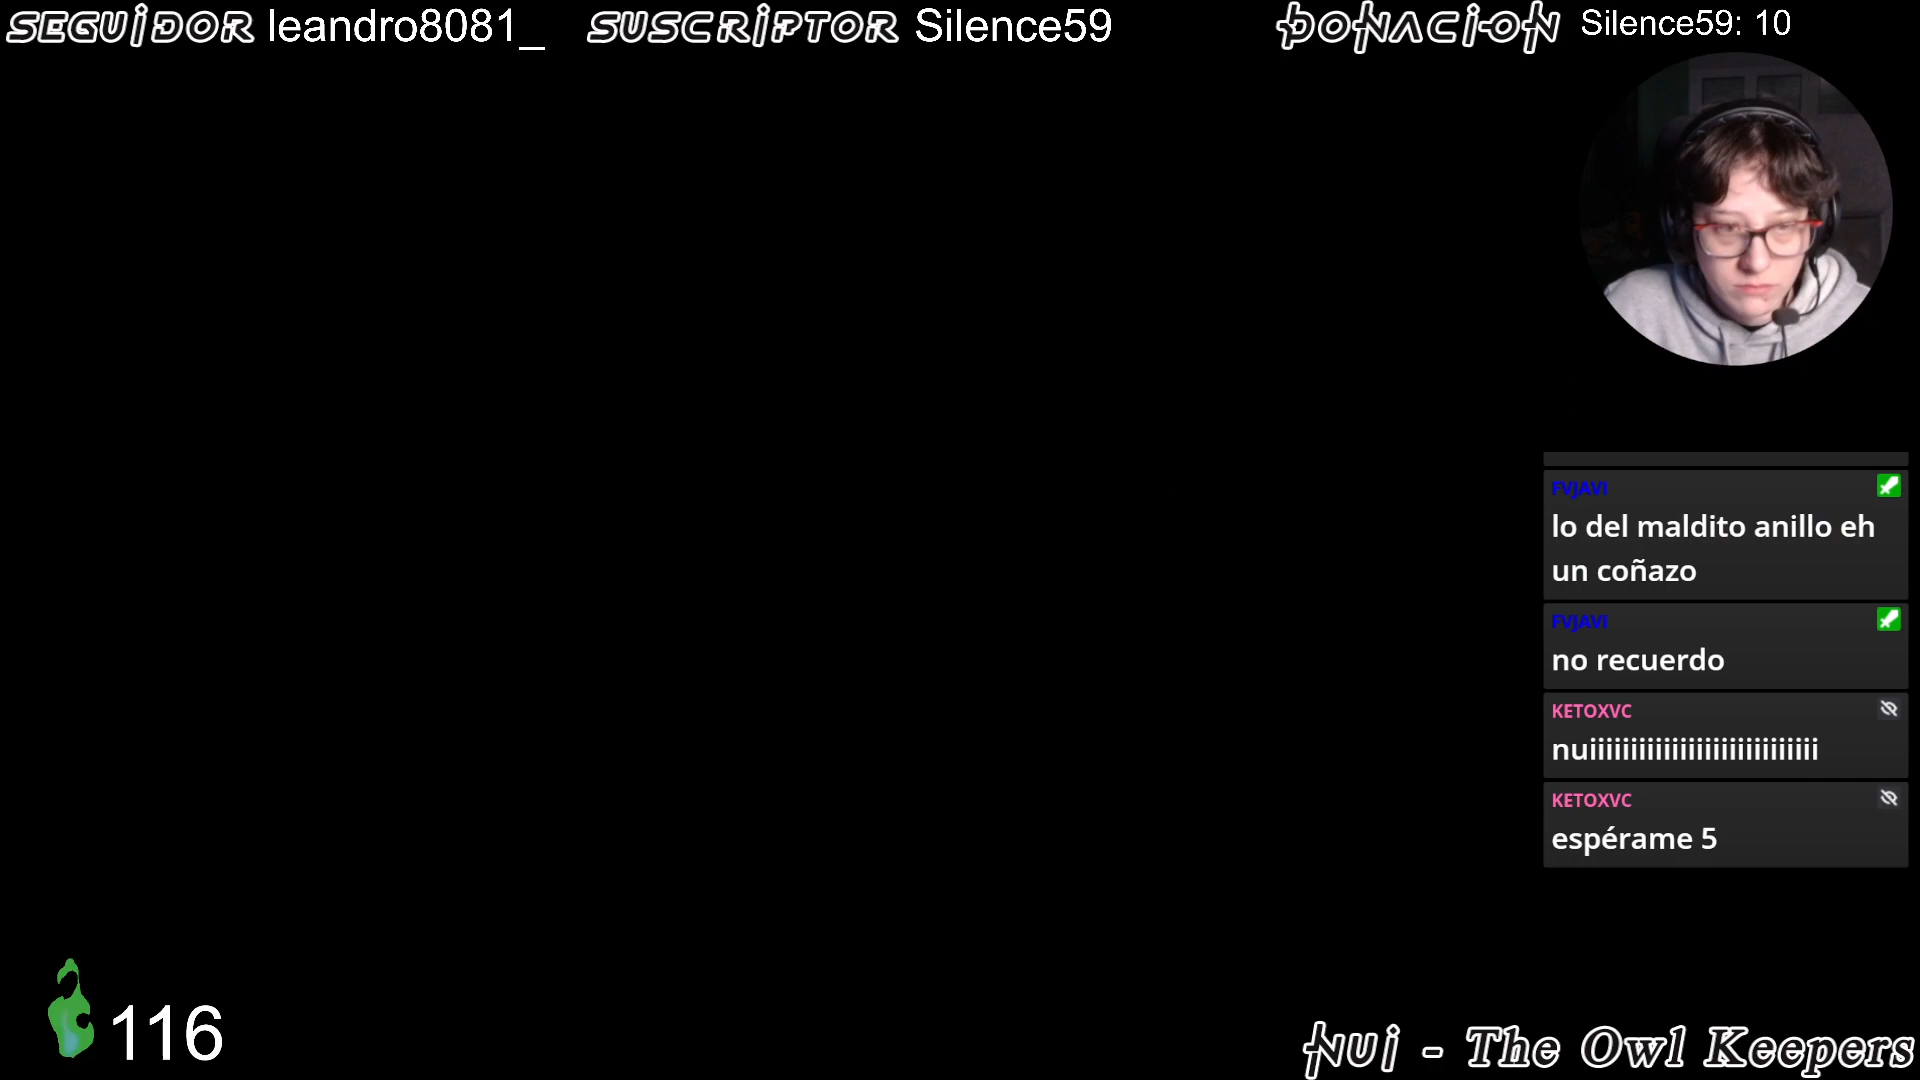 SEGUIDOR leandro8081_ SUSCRIPTOR Silence59 DONACION Silence59: 10
FVJAVI
lo del maldito anillo eh
un coñazo
FVJAVI
no recuerdo
KETOXVC
nuiiiiiiiiiiiiiiiiiiiiiiiiiiii
KETOXVC
espérame 5
116
NUI - The Owl Keepers